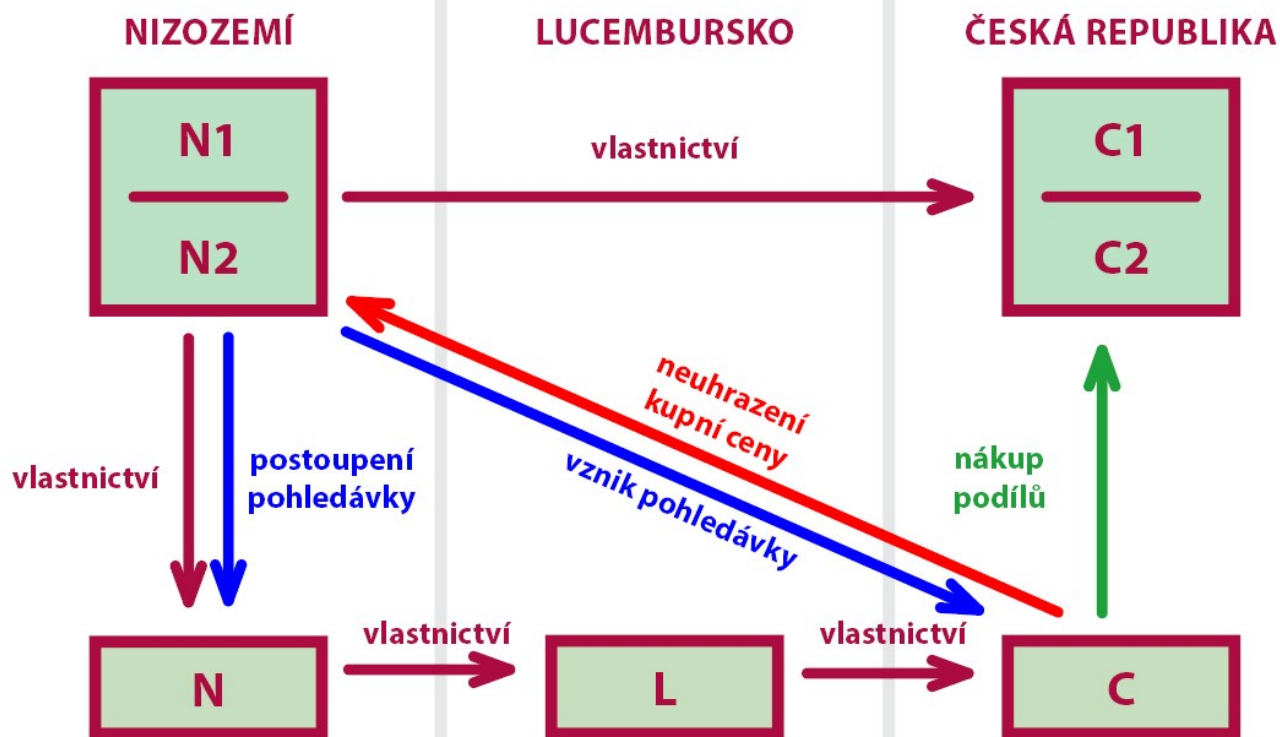 NIZOZEMÍ
LUCEMBURSKO
ČESKÁ REPUBLIKA
N1
N2
vlastnictví
C1
C2
vlastnictví
postoupení
pohledávky
neuhrazení
kupní ceny
vznik pohledávky
nákup
podílů
N
vlastnictví
L
vlastnictví
C